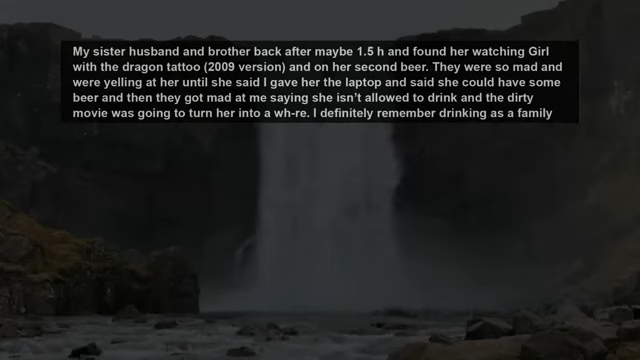 My sister husband and brother back after maybe 1.5 h and found her watching Girl
with the dragon tattoo (2009 version) and on her second beer. They were so mad and
were yelling at her until she said I gave her the laptop and said she could have some
beer and then they got mad at me saying she isn't allowed to drink and the dirty
movie was going to turn her into a wh-re. I definitely remember drinking as a family